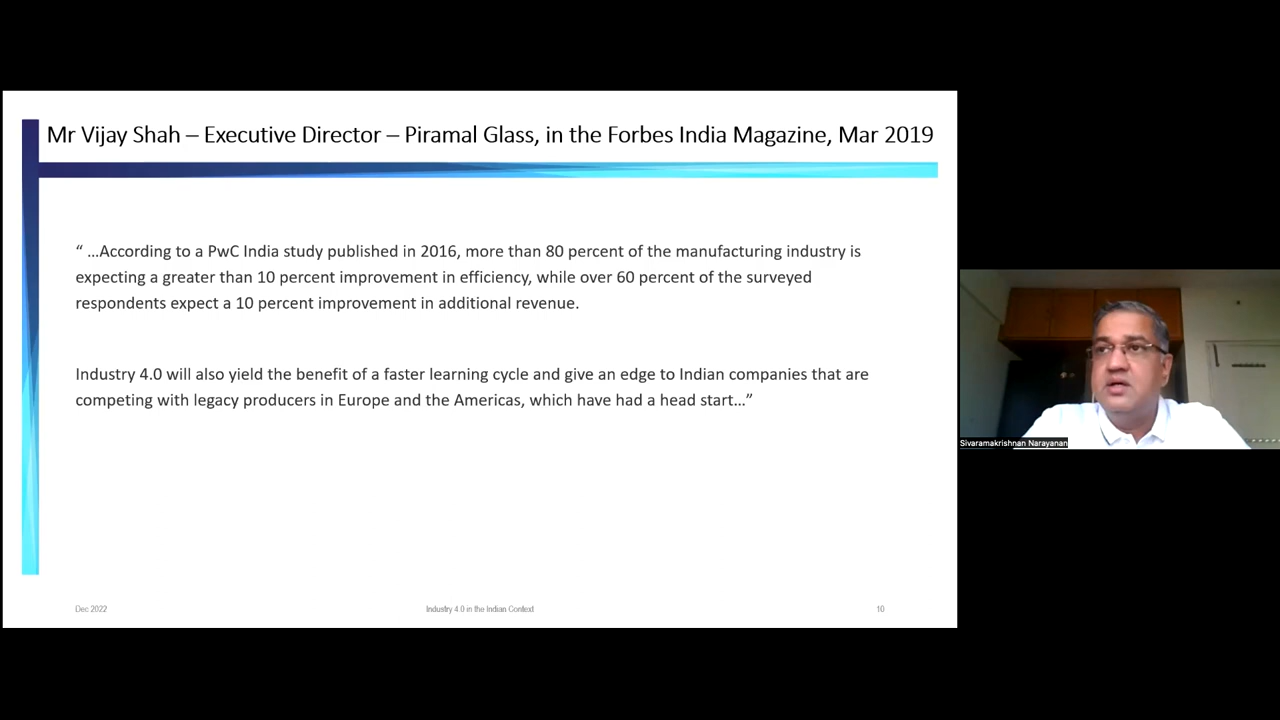 Mr Vijay Shah – Executive Director – Piramal Glass, in the Forbes India Magazine, Mar 2019
“ ...According to a PwC India study published in 2016, more than 80 percent of the manufacturing industry is
expecting a greater than 10 percent improvement in efficiency, while over 60 percent of the surveyed
respondents expect a 10 percent improvement in additional revenue.
Industry 4.0 will also yield the benefit of a faster learning cycle and give an edge to Indian companies that are
competing with legacy producers in Europe and the Americas, which have had a head start...”
Dec 2022
Industry 4.0 in the Indian Context
10
Sivaramakrishnan Narayanan